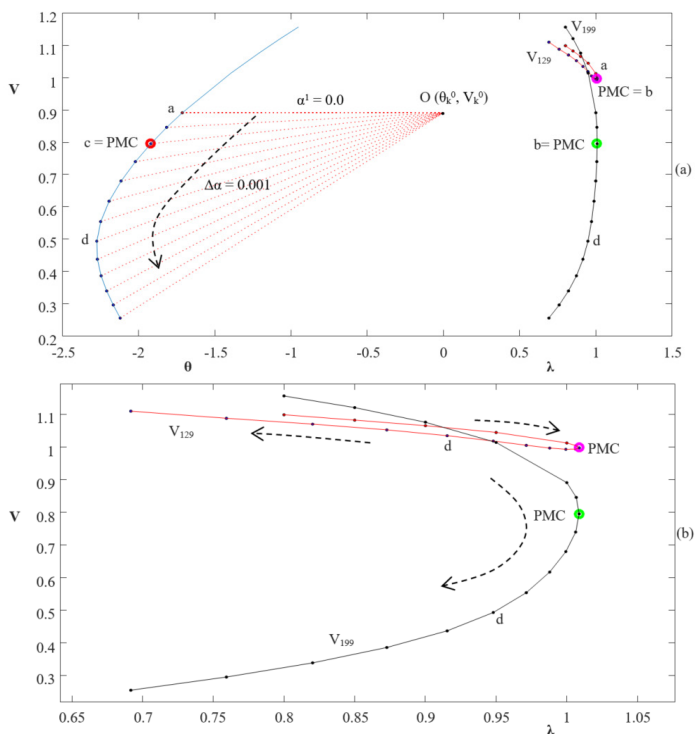 1.2
1.1
1
0.9
0.8
0.7
0.6
0.5
0.4
0.3
0.2
V
a
α¹ = 0.0
O (θₖ⁰, Vₖ⁰)
c = PMC
Δα = 0.001
d
V₁₉₉
V₁₂₉
a
PMC = b
b= PMC
d
(a)
-2.5 -2 -1.5 -1 -0.5 0 0.5 1 1.5
θ λ
1.1
1
0.9
0.8
0.7
0.6
0.5
0.4
0.3
V
V₁₂₉
d
PMC
PMC
(b)
d
V₁₉₉
0.65 0.7 0.75 0.8 0.85 0.9 0.95 1 1.05
λ